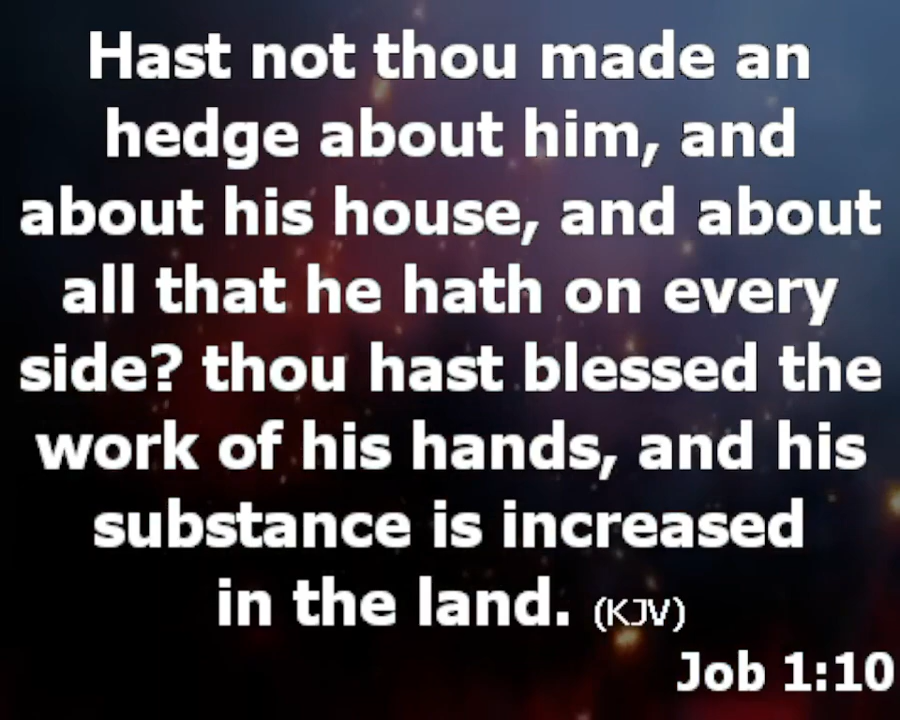 Hast not thou made an
hedge about him, and
about his house, and about
all that he hath on every
side? thou hast blessed the
work of his hands, and his
substance is increased
in the land. (KJV)
Job 1:10